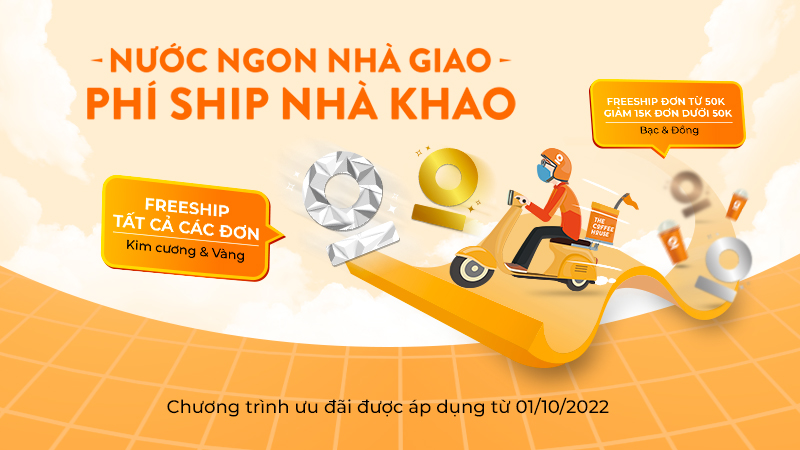 - NƯỚC NGON NHÀ GIAO -
PHÍ SHIP NHÀ KHAO
FREESHIP ĐƠN TỪ 50K
GIẢM 15K ĐƠN DƯỚI 50K
Bạc & Đồng
FREESHIP
TẤT CẢ CÁC ĐƠN
Kim cương & Vàng
THE
COFFEE
HOUSE
Chương trình ưu đãi được áp dụng từ 01/10/2022